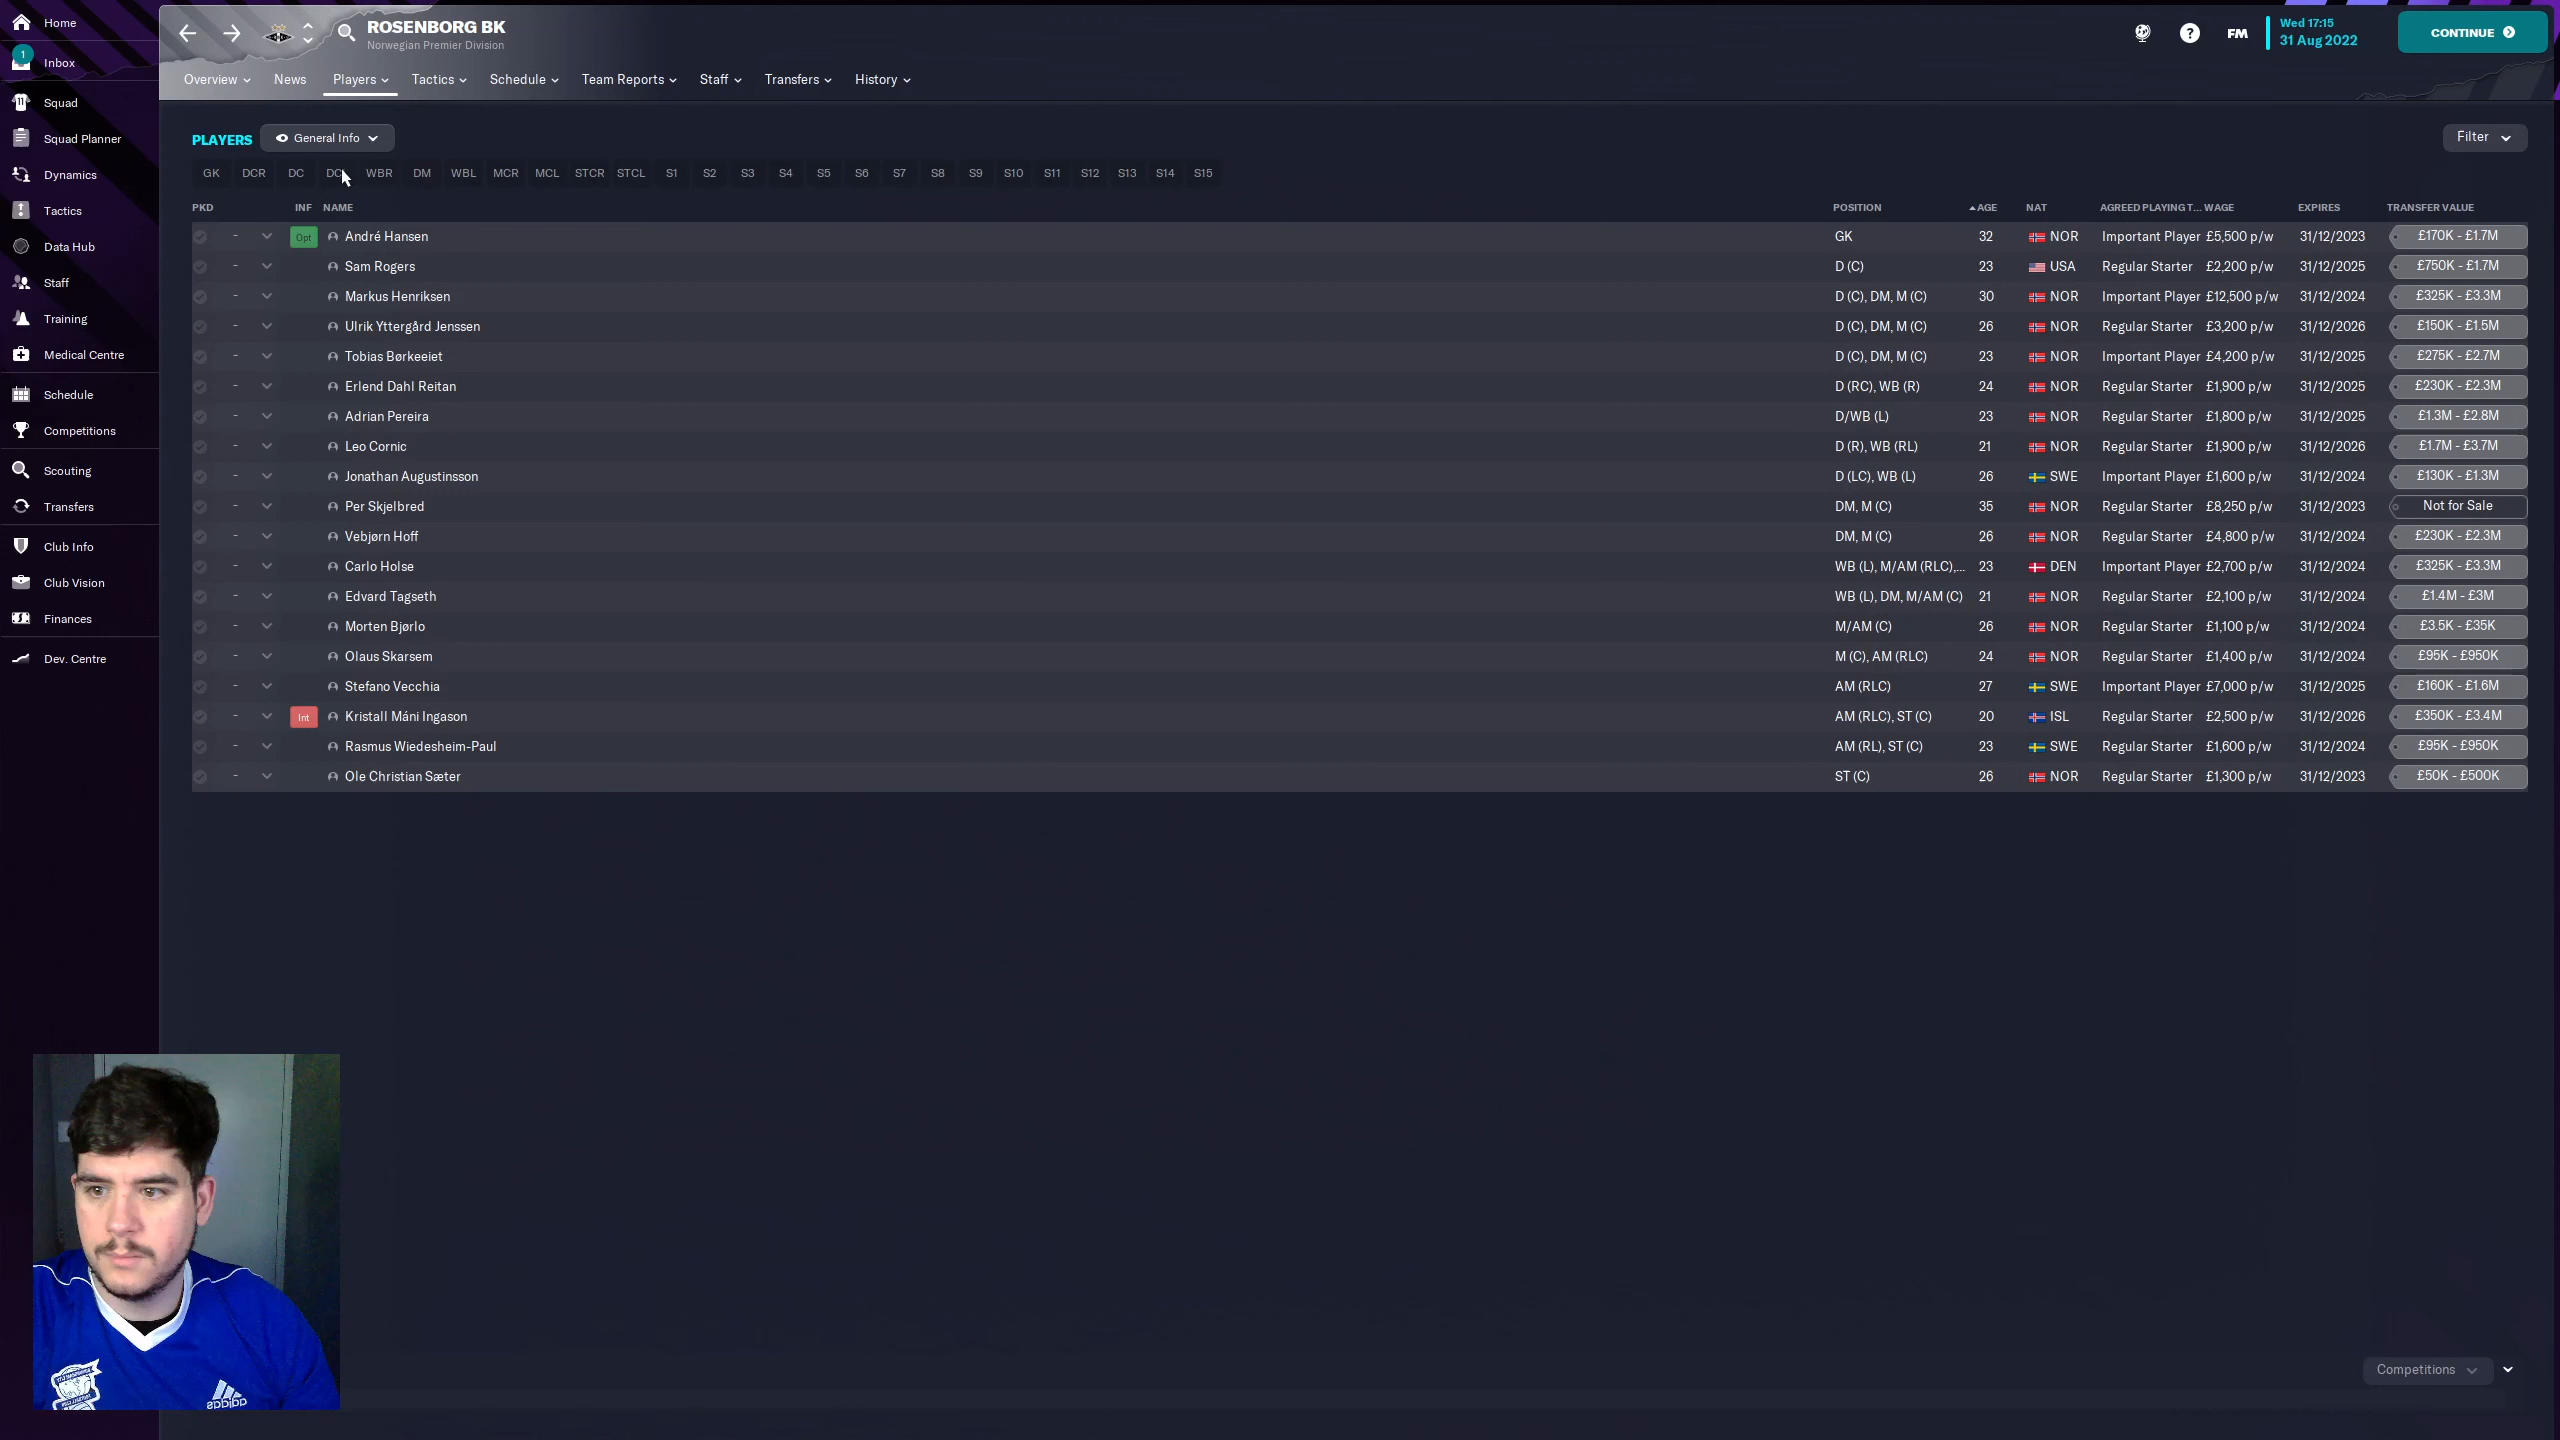 Home
1
Inbox
Squad
Squad Planner
Dynamics
Tactics
Data Hub
Staff
Training
Medical Centre
Schedule
Competitions
Scouting
Transfers
Club Info
Club Vision
Finances
Dev. Centre
ROSENBORG BK
Norwegian Premier Division
FM
Wed 17:15
31 Aug 2022
CONTINUE
Overview News Players Tactics Schedule Team Reports Staff Transfers History
PLAYERS General Info Filter
GK DCR DC WBR DM WBL MCR MCL STCR STCL S1 S2 S3 S4 S5 S6 S7 S8 S9 S10 S11 S12 S13 S14 S15
PKD INF NAME POSITION AGE NAT AGREED PLAYING T... WAGE EXPIRES TRANSFER VALUE
- Opt André Hansen GK 32 NOR Important Player £5,500 p/w 31/12/2023 £170K - £1.7M
- Sam Rogers D (C) 23 USA Regular Starter £2,200 p/w 31/12/2025 £750K - £1.7M
- Markus Henriksen D (C), DM, M (C) 30 NOR Important Player £12,500 p/w 31/12/2024 £325K - £3.3M
- Ulrik Yttergård Jenssen D (C), DM, M (C) 26 NOR Regular Starter £3,200 p/w 31/12/2026 £150K - £1.5M
- Tobias Børkeeiet D (C), DM, M (C) 23 NOR Important Player £4,200 p/w 31/12/2025 £275K - £2.7M
- Erlend Dahl Reitan D (RC), WB (R) 24 NOR Regular Starter £1,900 p/w 31/12/2025 £230K - £2.3M
- Adrian Pereira D/WB (L) 23 NOR Regular Starter £1,800 p/w 31/12/2025 £1.3M - £2.8M
- Leo Cornic D (R), WB (RL) 21 NOR Regular Starter £1,900 p/w 31/12/2026 £1.7M - £3.7M
- Jonathan Augustinsson D (LC), WB (L) 26 SWE Important Player £1,600 p/w 31/12/2024 £130K - £1.3M
- Per Skjelbred DM, M (C) 35 NOR Regular Starter £8,250 p/w 31/12/2023 Not for Sale
- Vebjørn Hoff DM, M (C) 26 NOR Regular Starter £4,800 p/w 31/12/2024 £230K - £2.3M
- Carlo Holse WB (L), M/AM (RLC),... 23 DEN Important Player £2,700 p/w 31/12/2024 £325K - £3.3M
- Edvard Tagseth WB (L), DM, M/AM (C) 21 NOR Regular Starter £2,100 p/w 31/12/2024 £1.4M - £3M
- Morten Bjørlo M/AM (C) 26 NOR Regular Starter £1,100 p/w 31/12/2024 £3.5K - £35K
- Olaus Skarsem M (C), AM (RLC) 24 NOR Regular Starter £1,400 p/w 31/12/2024 £95K - £950K
- Stefano Vecchia AM (RLC) 27 SWE Important Player £7,000 p/w 31/12/2025 £160K - £1.6M
- Int Kristall Máni Ingason AM (RLC), ST (C) 20 ISL Regular Starter £2,500 p/w 31/12/2026 £350K - £3.4M
- Rasmus Wiedesheim-Paul AM (RL), ST (C) 23 SWE Regular Starter £1,600 p/w 31/12/2024 £95K - £950K
- Ole Christian Sæter ST (C) 26 NOR Regular Starter £1,300 p/w 31/12/2023 £50K - £500K
adidas
Competitions